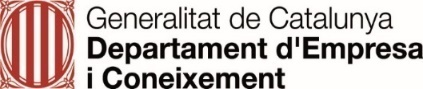 Generalitat de Catalunya
Departament d'Empresa
i Coneixement